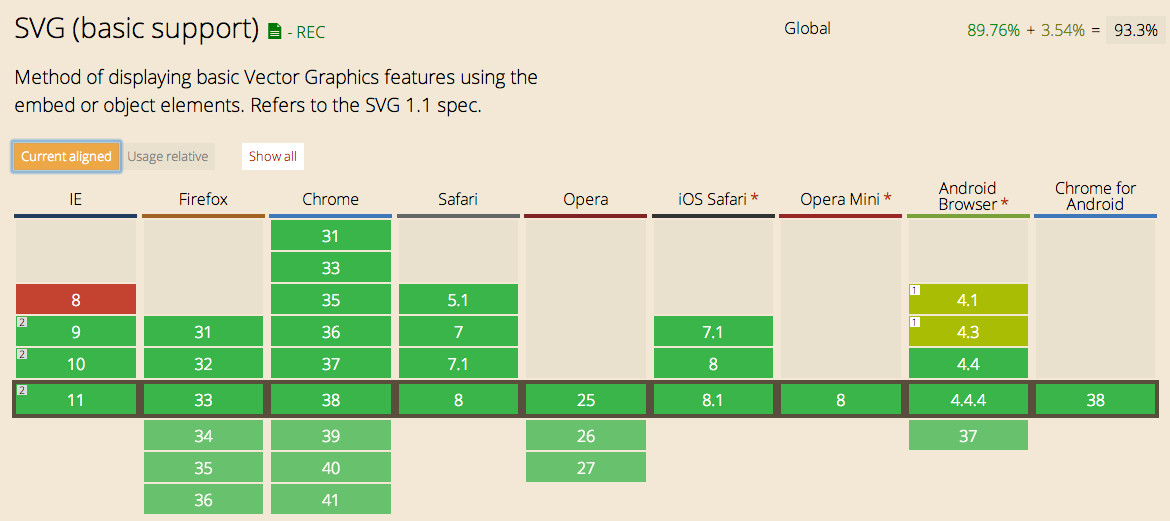 SVG (basic support) - REC
Global 89.76% + 3.54% = 93.3%
Method of displaying basic Vector Graphics features using the
embed or object elements. Refers to the SVG 1.1 spec.
Current aligned Usage relative Show all
IE Firefox Chrome Safari Opera iOS Safari * Opera Mini * Android Browser * Chrome for Android
31
33
8 35 5.1 1 4.1
2 9 31 36 7 7.1 1 4.3
2 10 32 37 7.1 8 4.4
2 11 33 38 8 25 8.1 8 4.4.4 38
34 39 26 37
35 40 27
36 41